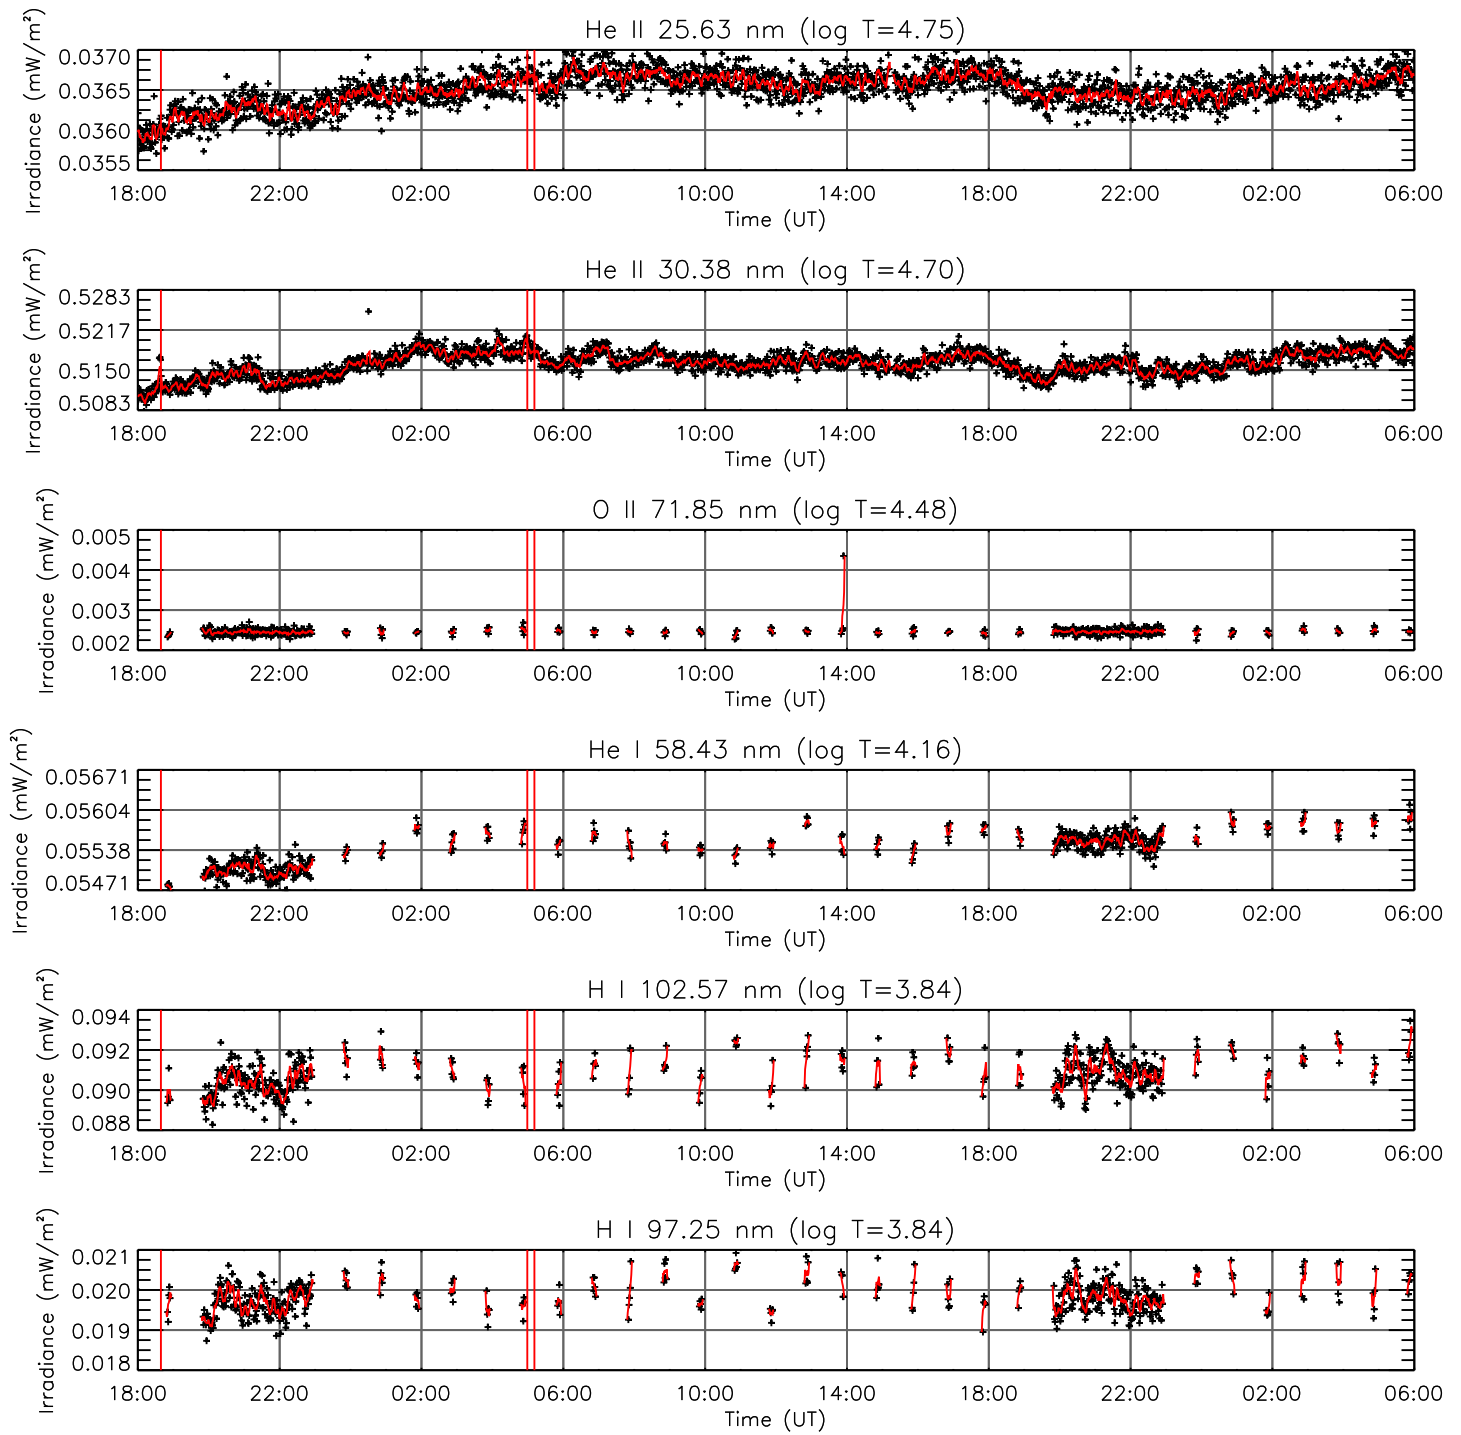 He II 25.63 nm (log T=4.75)
Irradiance (mW/m²)
0.0370
0.0365
0.0360
0.0355
18:00 22:00 02:00 06:00 10:00 14:00 18:00 22:00 02:00 06:00
Time (UT)
He II 30.38 nm (log T=4.70)
Irradiance (mW/m²)
0.5283
0.5217
0.5150
0.5083
18:00 22:00 02:00 06:00 10:00 14:00 18:00 22:00 02:00 06:00
Time (UT)
O II 71.85 nm (log T=4.48)
Irradiance (mW/m²)
0.005
0.004
0.003
0.002
18:00 22:00 02:00 06:00 10:00 14:00 18:00 22:00 02:00 06:00
Time (UT)
He I 58.43 nm (log T=4.16)
Irradiance (mW/m²)
0.05671
0.05604
0.05538
0.05471
18:00 22:00 02:00 06:00 10:00 14:00 18:00 22:00 02:00 06:00
Time (UT)
H I 102.57 nm (log T=3.84)
Irradiance (mW/m²)
0.094
0.092
0.090
0.088
18:00 22:00 02:00 06:00 10:00 14:00 18:00 22:00 02:00 06:00
Time (UT)
H I 97.25 nm (log T=3.84)
Irradiance (mW/m²)
0.021
0.020
0.019
0.018
18:00 22:00 02:00 06:00 10:00 14:00 18:00 22:00 02:00 06:00
Time (UT)